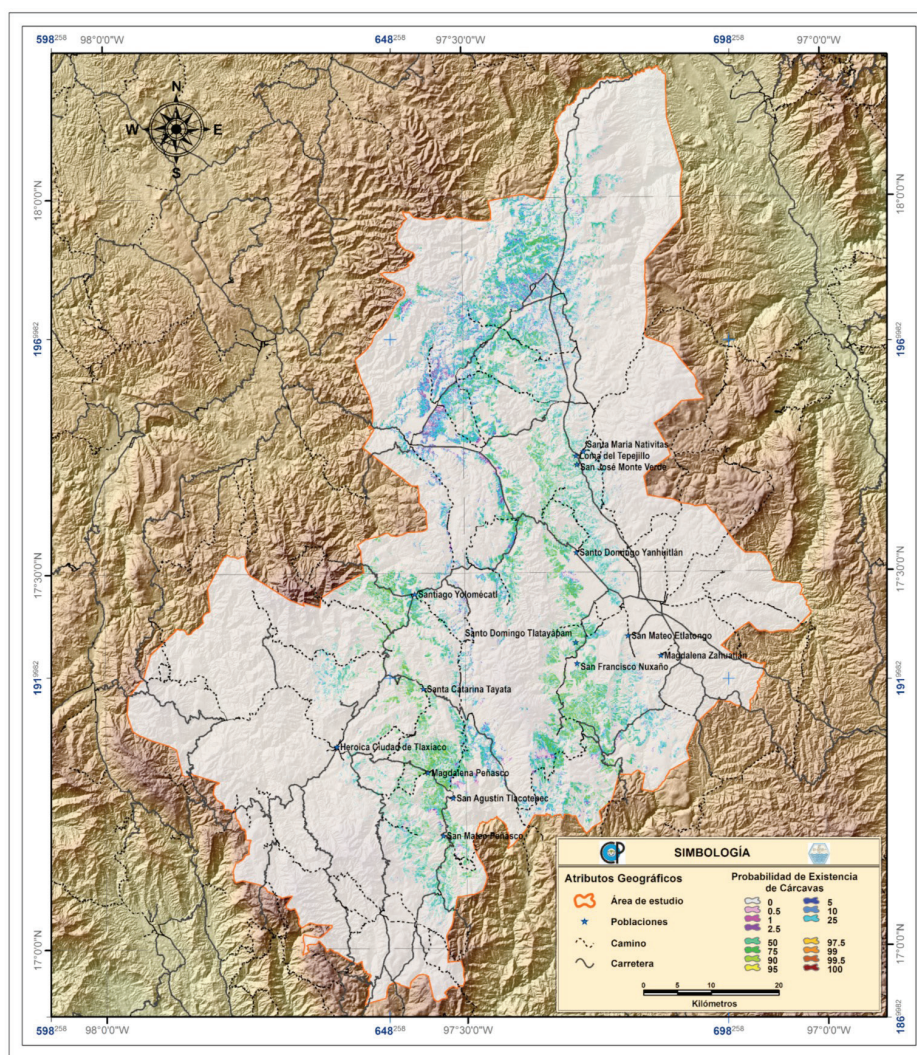 598258 98°0'0"W 648258 97°30'0"W 698258 97°0'0"W
N
W E
S
18°0'0"N 18°0'0"N
1969982 1969982
Santa María Nativitas
Loma del Tepejillo
San José Monte Verde
Santo Domingo Yanhuitlán
17°30'0"N 17°30'0"N
Santiago Yolomécatl
Santo Domingo Tlatayápam
San Mateo Etlatongo
Magdalena Zahuatlán
San Francisco Nuxaño
1919982 1919982
Santa Catarina Tayata
Heroica Ciudad de Tlaxiaco
Magdalena Peñasco
San Agustín Tlacotepec
San Mateo Peñasco
CP SIMBOLOGÍA
Atributos Geográficos
Área de estudio
Poblaciones
Camino
Carretera
Probabilidad de Existencia
de Cárcavas
0 5
0.5 10
1 25
2.5
50 97.5
75 99
90 99.5
95 100
0 5 10 20
Kilómetros
17°0'0"N 17°0'0"N
1869982
598258 98°0'0"W 648258 97°30'0"W 698258 97°0'0"W